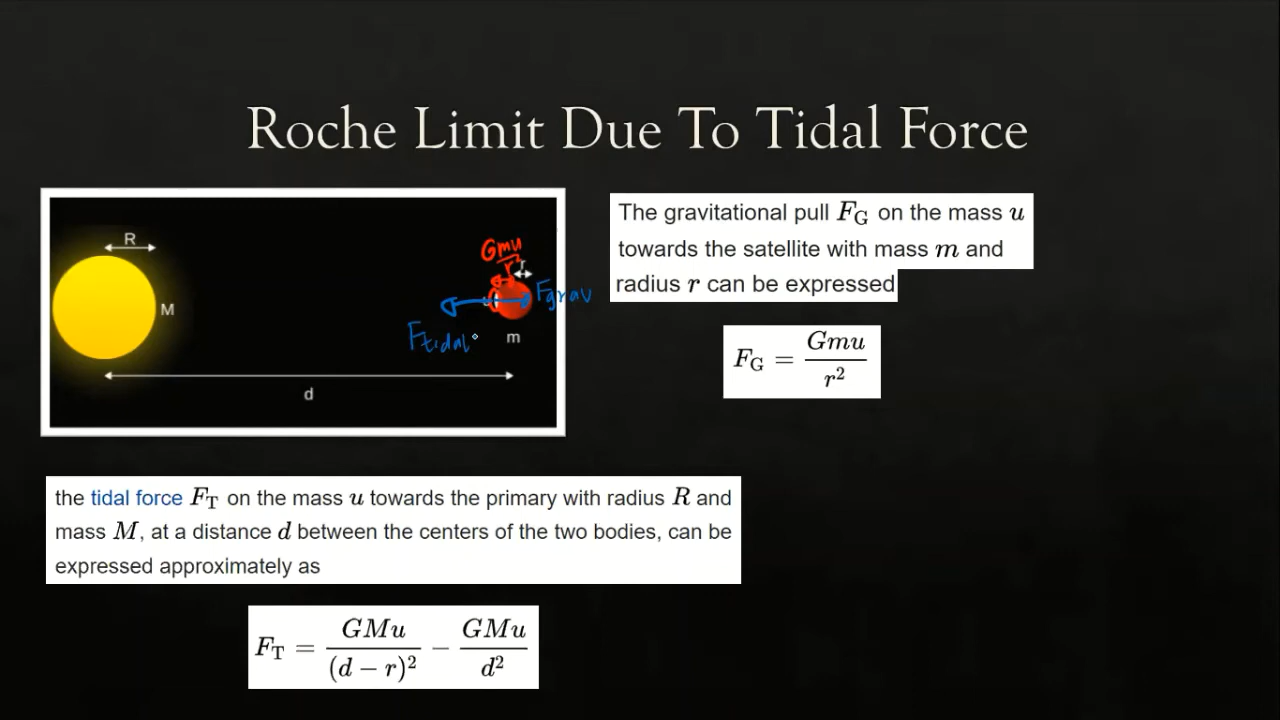 Roche Limit Due To Tidal Force
R
M
Gmu
r²
r
u
Fgrav
Ftidal
m
d
The gravitational pull F_G on the mass u
towards the satellite with mass m and
radius r can be expressed
F_G = Gmu / r²
the tidal force F_T on the mass u towards the primary with radius R and
mass M, at a distance d between the centers of the two bodies, can be
expressed approximately as
F_T = GMu / (d − r)² − GMu / d²